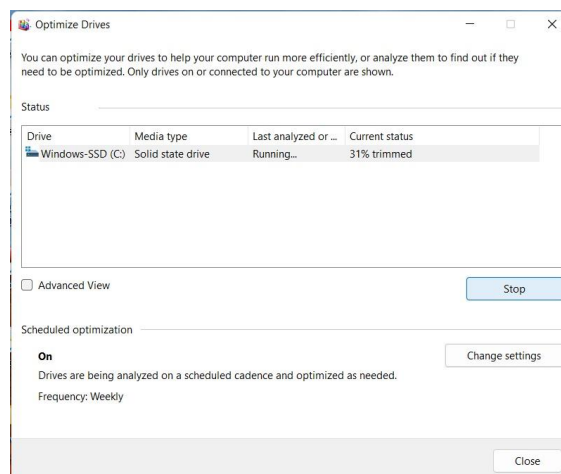 Optimize Drives
You can optimize your drives to help your computer run more efficiently, or analyze them to find out if they
need to be optimized. Only drives on or connected to your computer are shown.
Status
Drive Media type Last analyzed or ... Current status
Windows-SSD (C:) Solid state drive Running... 31% trimmed
Advanced View
Stop
Scheduled optimization
On
Change settings
Drives are being analyzed on a scheduled cadence and optimized as needed.
Frequency: Weekly
Close